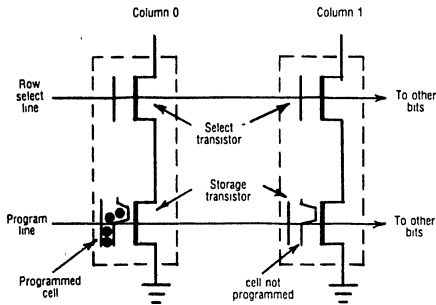 Column 0
Column 1
Row
select
line
To other
bits
Select
transistor
Storage
transistor
Program
line
To other
bits
Programmed
cell
cell not
programmed